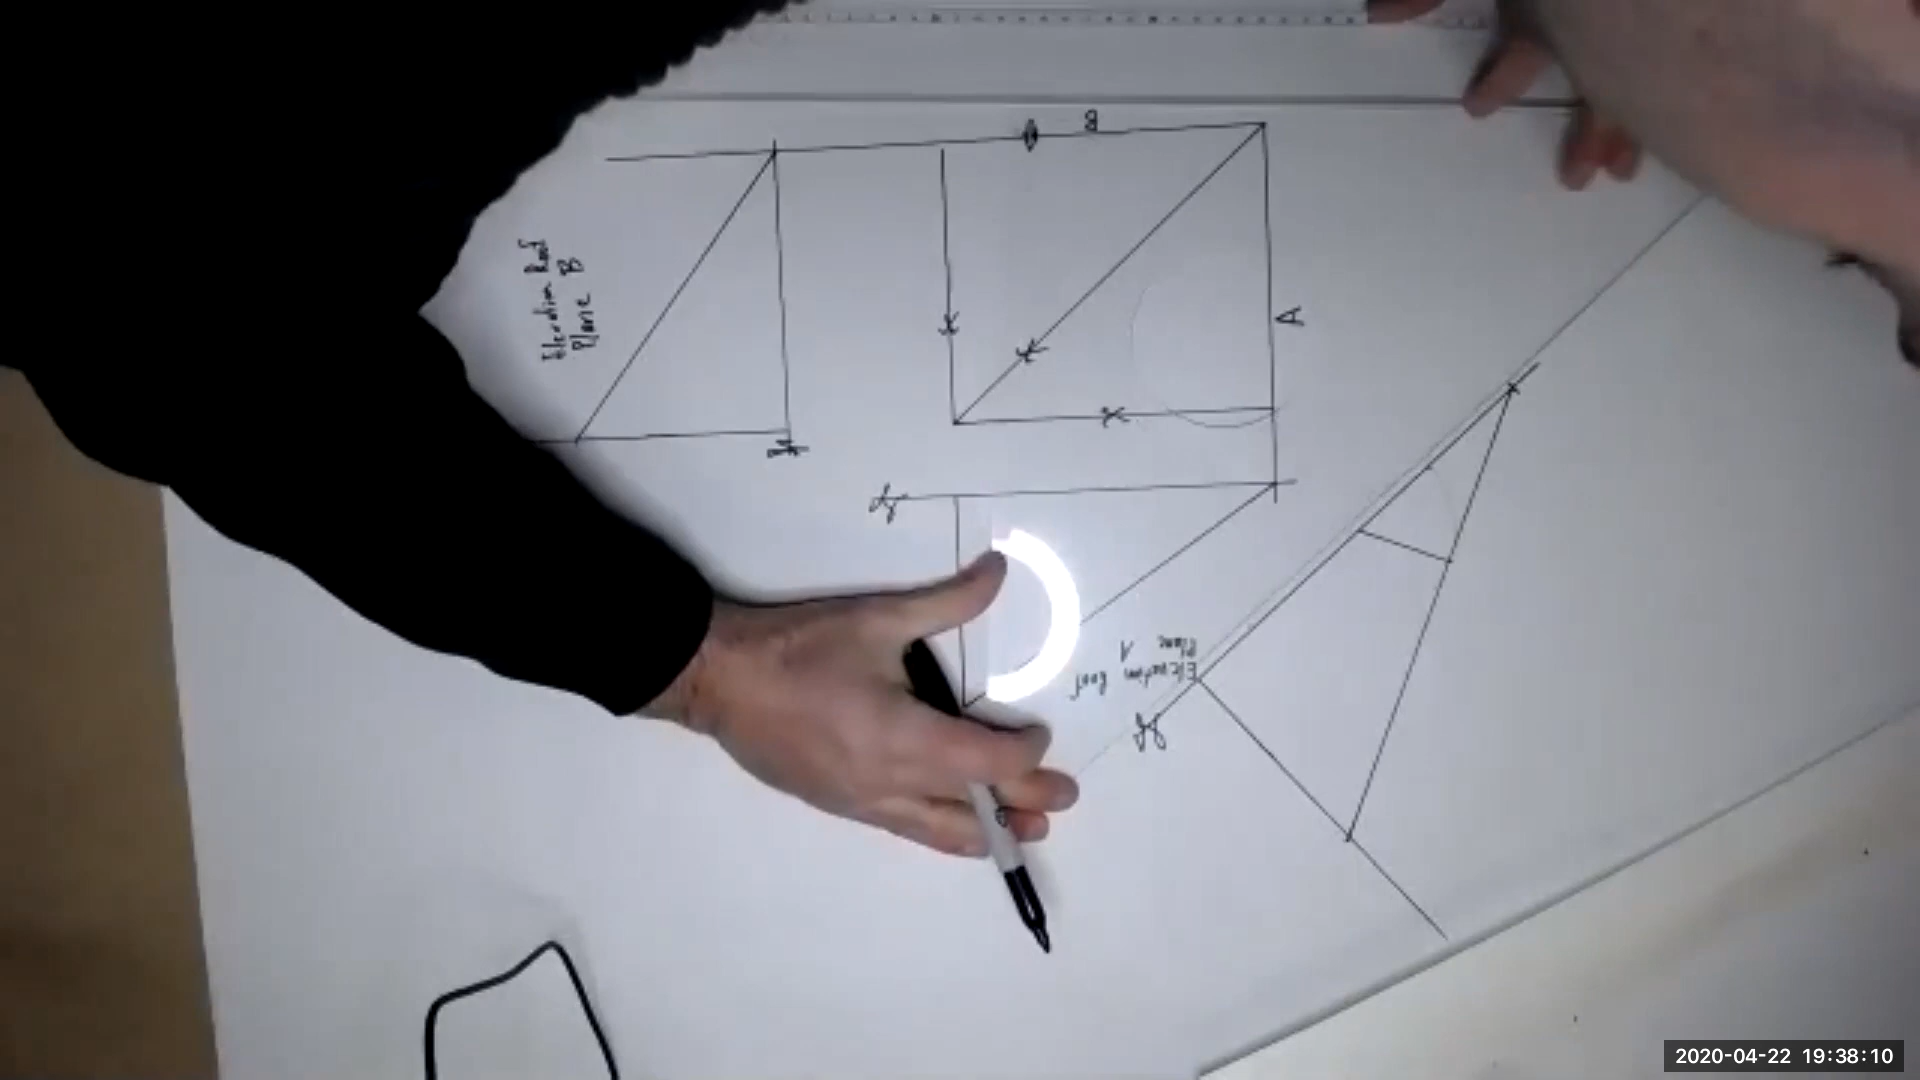 B
A
Elevation Roof
Plane B
Elevation Roof
Plane A
2020-04-22 19:38:10